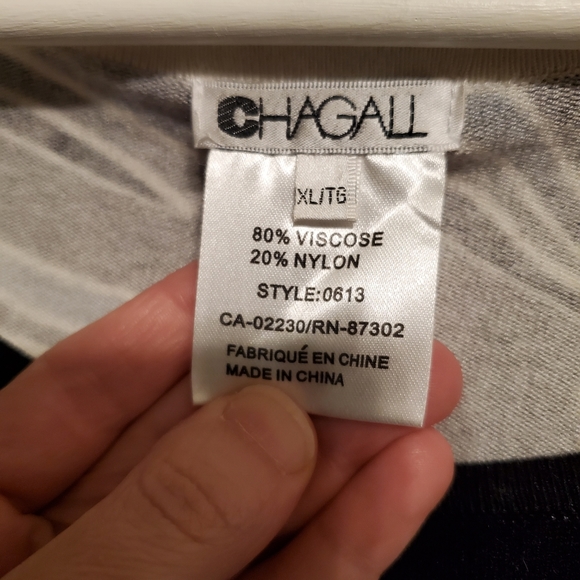 CHAGALL
XL/TG
80% VISCOSE
20% NYLON
STYLE:0613
CA-02230/RN-87302
FABRIQUÉ EN CHINE
MADE IN CHINA